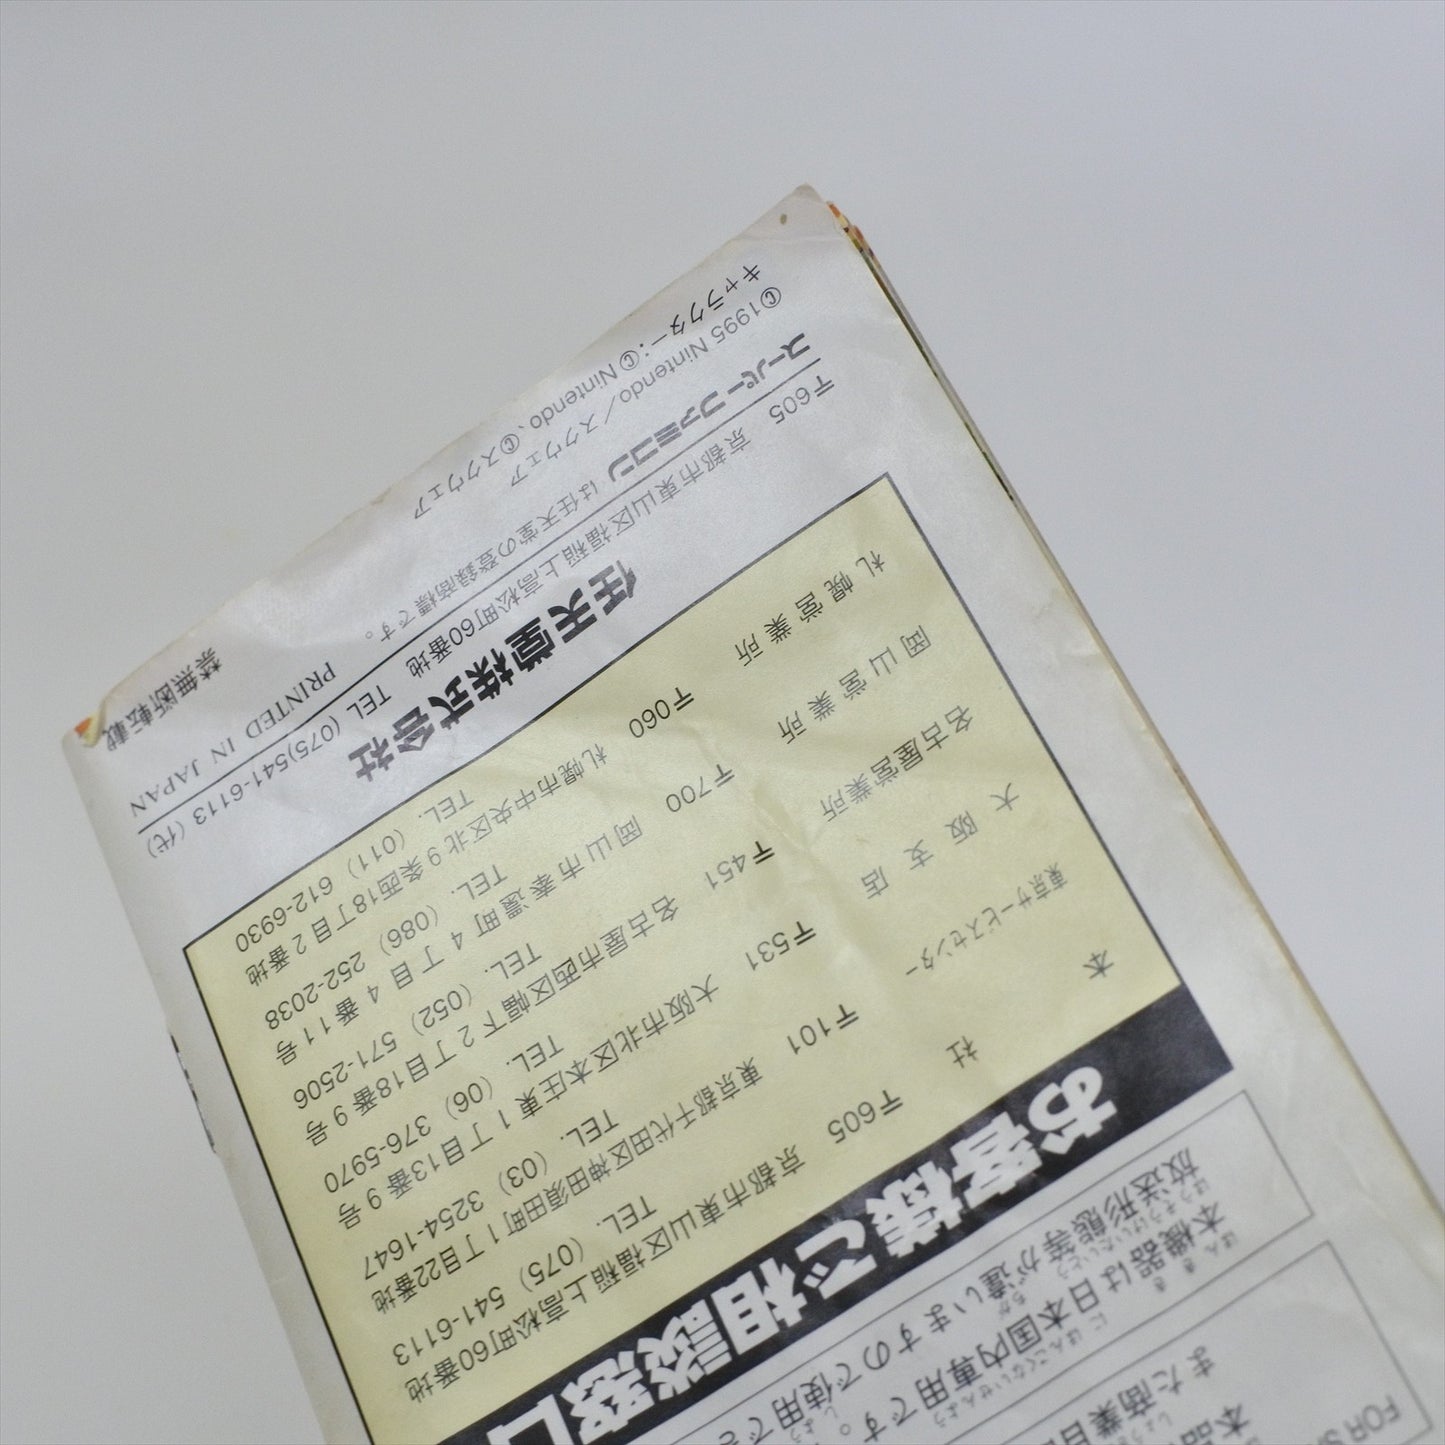 FOR S
本品
また商業目
本機器は日本国内専用です。
放送形態等が違いますので使用でき
お客様ご相談窓口
本社 〒605 京都市東山区福稲上高松町60番地
TEL. (075) 541-6113
東京サービスセンター 〒101 東京都千代田区神田須田町1丁目22番地
TEL. (03) 3254-1647
大阪支店 〒531 大阪市北区本庄東1丁目13番9号
TEL. (06) 376-5970
名古屋営業所 〒451 名古屋市西区幅下2丁目18番9号
TEL. (052) 571-2506
岡山営業所 〒700 岡山市奉還町4丁目4番11号
TEL. (086) 252-2038
札幌営業所 〒060 札幌市中央区北9条西18丁目2番地
TEL. (011) 612-6930
任天堂株式会社
〒605 京都市東山区福稲上高松町60番地 TEL (075)541-6113 (代)
スーパーファミコンは任天堂の登録商標です。
©1995 Nintendo/スクウェア PRINTED IN JAPAN
キャラクター:©Nintendo、©スクウェア 禁無断転載